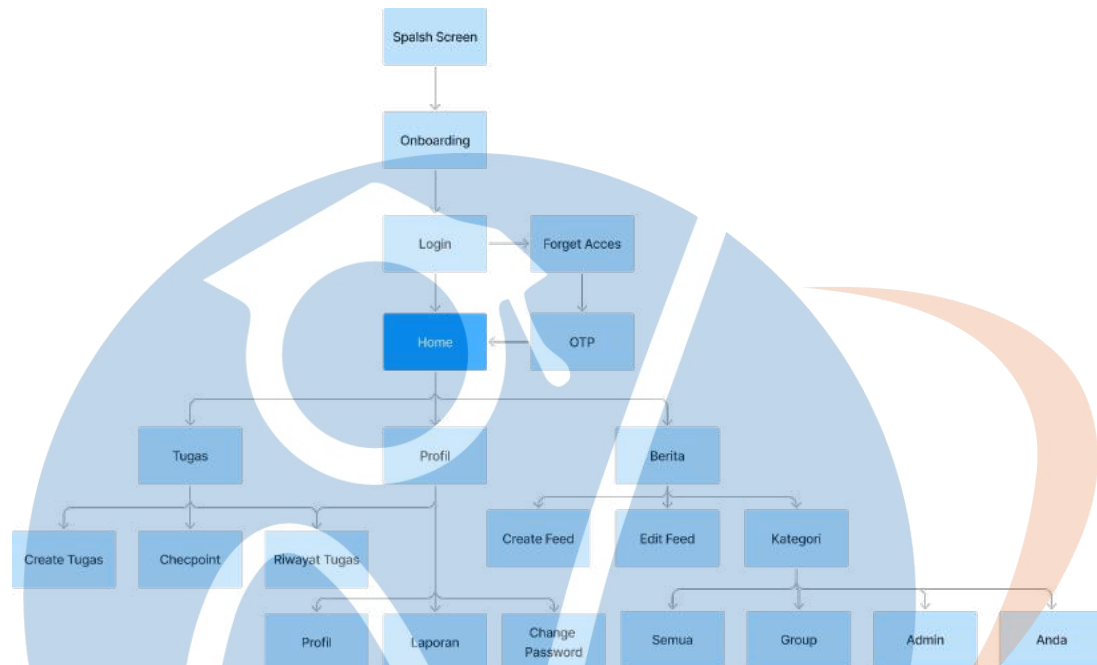 Spalsh Screen
Onboarding
Login
Forget Acces
Home
OTP
Tugas
Profil
Berita
Create Tugas
Checpoint
Riwayat Tugas
Create Feed
Edit Feed
Kategori
Profil
Laporan
Change
Password
Semua
Group
Admin
Anda